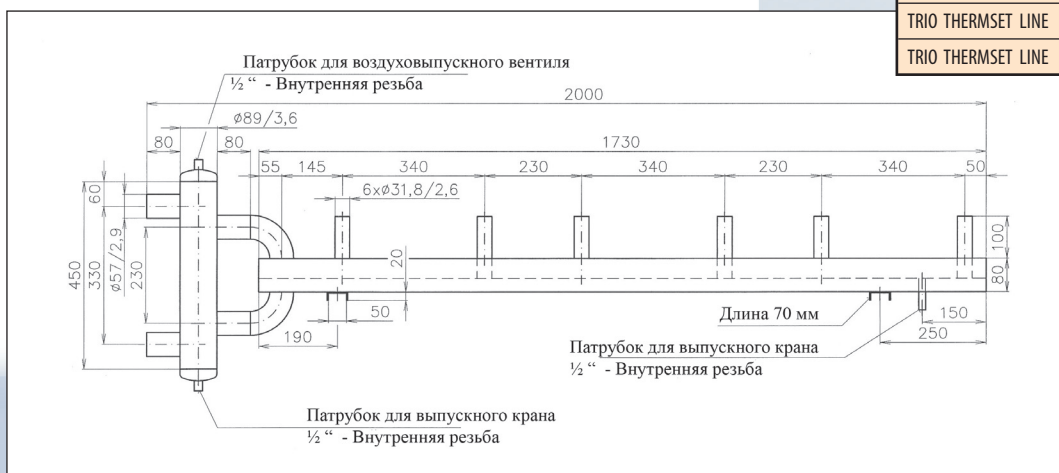 TRIO THERMSET LINE
TRIO THERMSET LINE
Патрубок для воздуховыпускного вентиля
½ “ - Внутренняя резьба
2000
ø89/3,6
80
80
1730
55
145
340
230
340
230
340
50
6xø31,8/2,6
60
450
330
ø57/2,9
230
20
100
80
50
190
Длина 70 мм
150
250
Патрубок для выпускного крана
½ “ - Внутренняя резьба
Патрубок для выпускного крана
½ “ - Внутренняя резьба